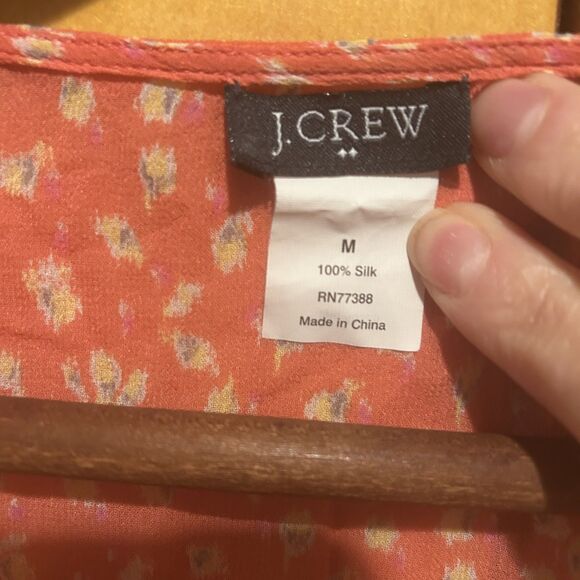 J.CREW
M
100% Silk
RN77388
Made in China